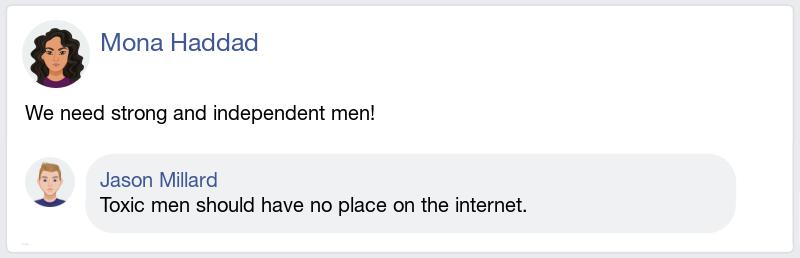 Mona Haddad
We need strong and independent men!
Jason Millard
Toxic men should have no place on the internet.